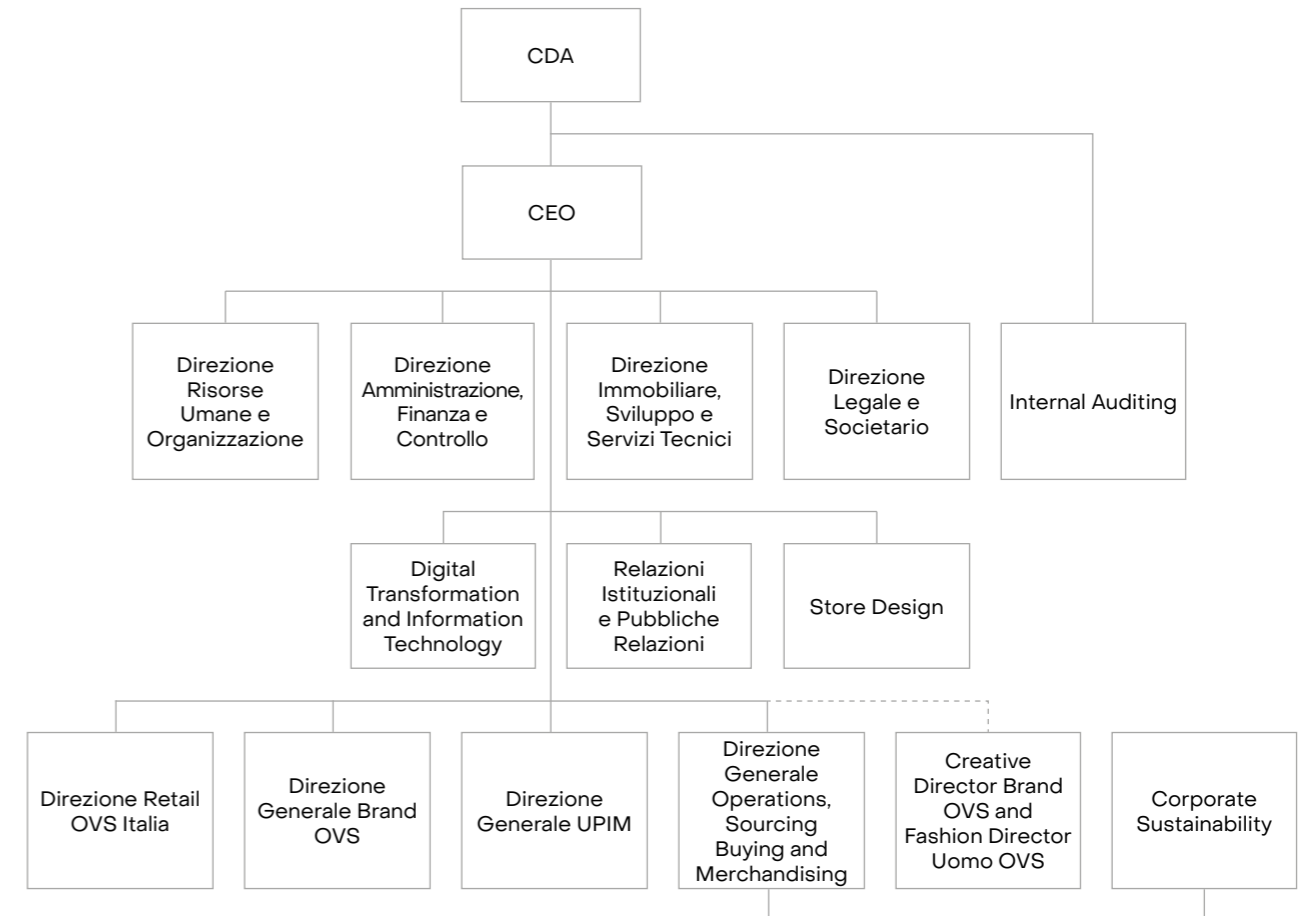 CDA
CEO
Direzione
Risorse
Umane e
Organizzazione
Direzione
Amministrazione,
Finanza e
Controllo
Direzione
Immobiliare,
Sviluppo e
Servizi Tecnici
Direzione
Legale e
Societario
Internal Auditing
Digital
Transformation
and Information
Technology
Relazioni
Istituzionali
e Pubbliche
Relazioni
Store Design
Direzione Retail
OVS Italia
Direzione
Generale Brand
OVS
Direzione
Generale UPIM
Direzione
Generale
Operations,
Sourcing
Buying and
Merchandising
Creative
Director Brand
OVS and
Fashion Director
Uomo OVS
Corporate
Sustainability